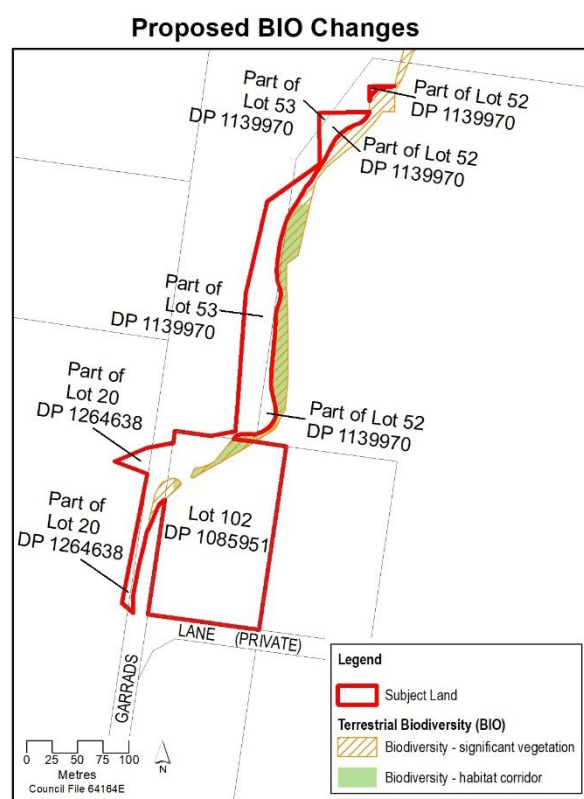 Proposed BIO Changes
Part of
Lot 53
DP 1139970
Part of Lot 52
DP 1139970
Part of Lot 52
DP 1139970
Part of
Lot 53
DP 1139970
Part of
Lot 20
DP 1264638
Part of Lot 52
DP 1139970
Part of
Lot 20
DP 1264638
Lot 102
DP 1085951
LANE (PRIVATE)
GARRADS
Legend
Subject Land
Terrestrial Biodiversity (BIO)
Biodiversity - significant vegetation
Biodiversity - habitat corridor
0 25 50 75 100
Metres
Council File 64164E
N